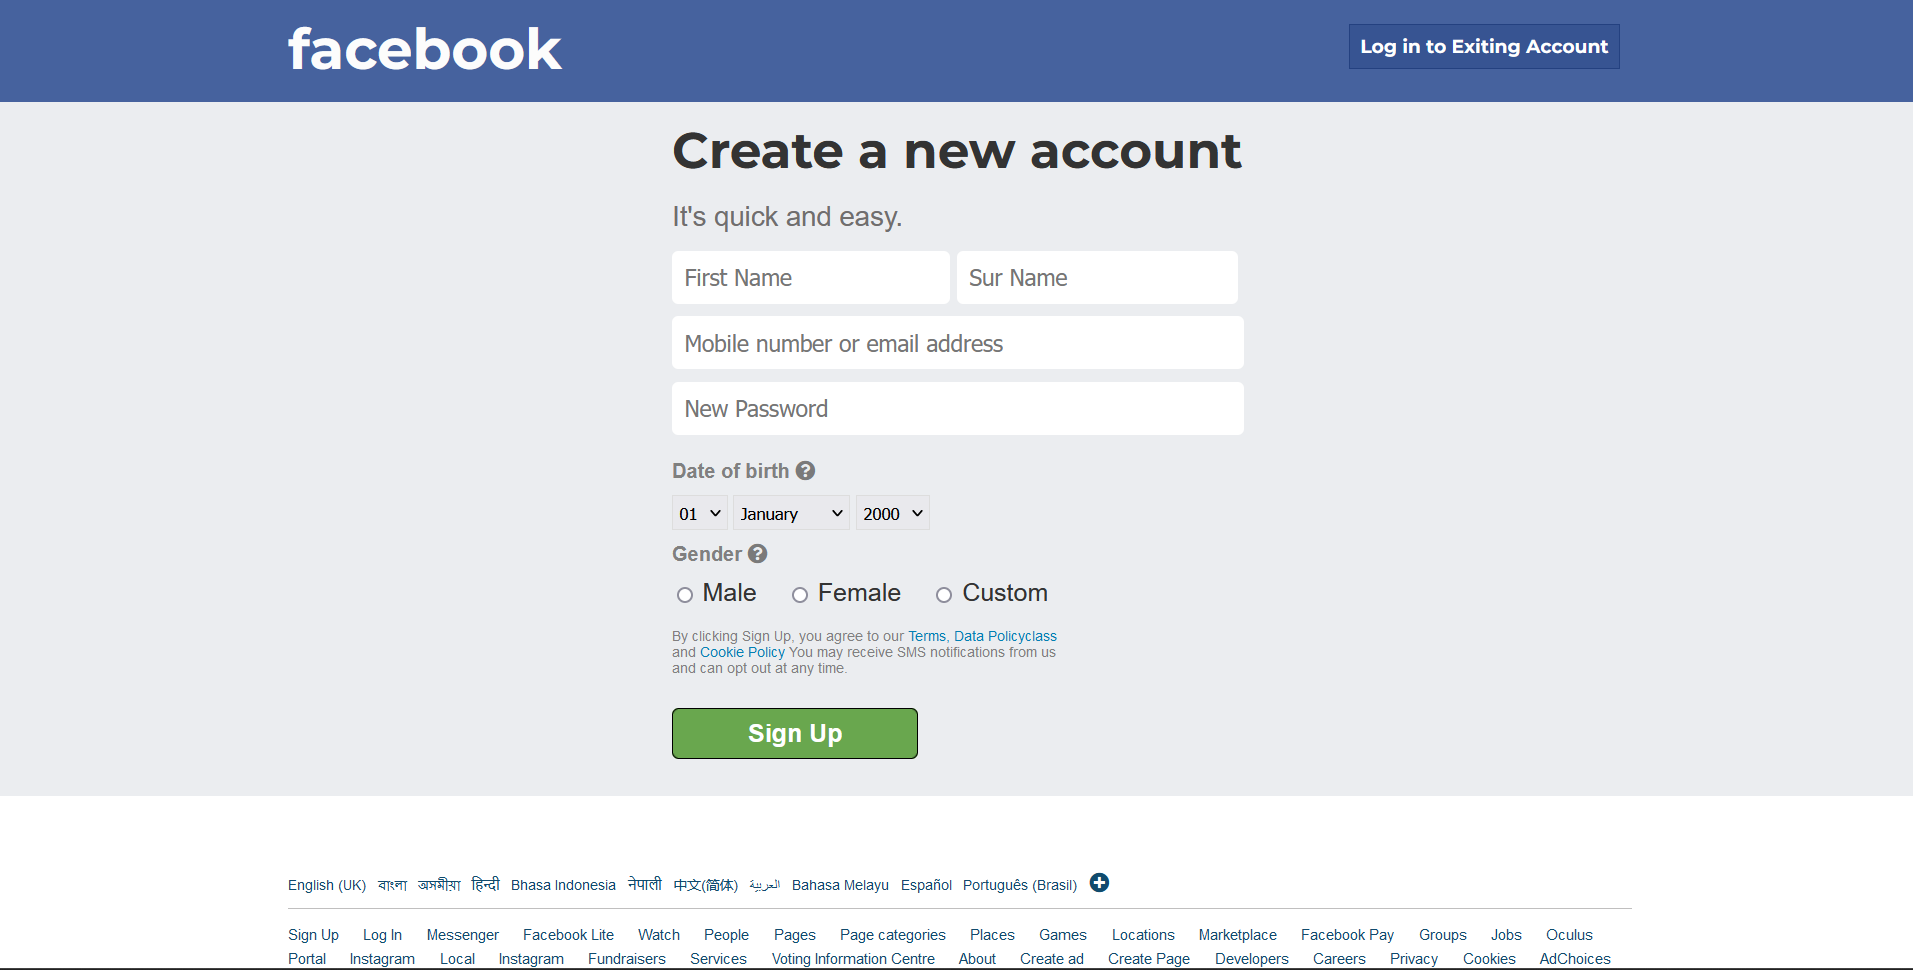 facebook
Log in to Exiting Account
Create a new account
It's quick and easy.
First Name Sur Name
Mobile number or email address
New Password
Date of birth
01 January 2000
Gender
Male Female Custom
By clicking Sign Up, you agree to our Terms, Data Policyclass
and Cookie Policy You may receive SMS notifications from us
and can opt out at any time.
Sign Up
English (UK) বাংলা অসমীয়া हिन्दी Bhasa Indonesia नेपाली 中文(简体) العربية Bahasa Melayu Español Português (Brasil)
Sign Up Log In Messenger Facebook Lite Watch People Pages Page categories Places Games Locations Marketplace Facebook Pay Groups Jobs Oculus
Portal Instagram Local Instagram Fundraisers Services Voting Information Centre About Create ad Create Page Developers Careers Privacy Cookies AdChoices